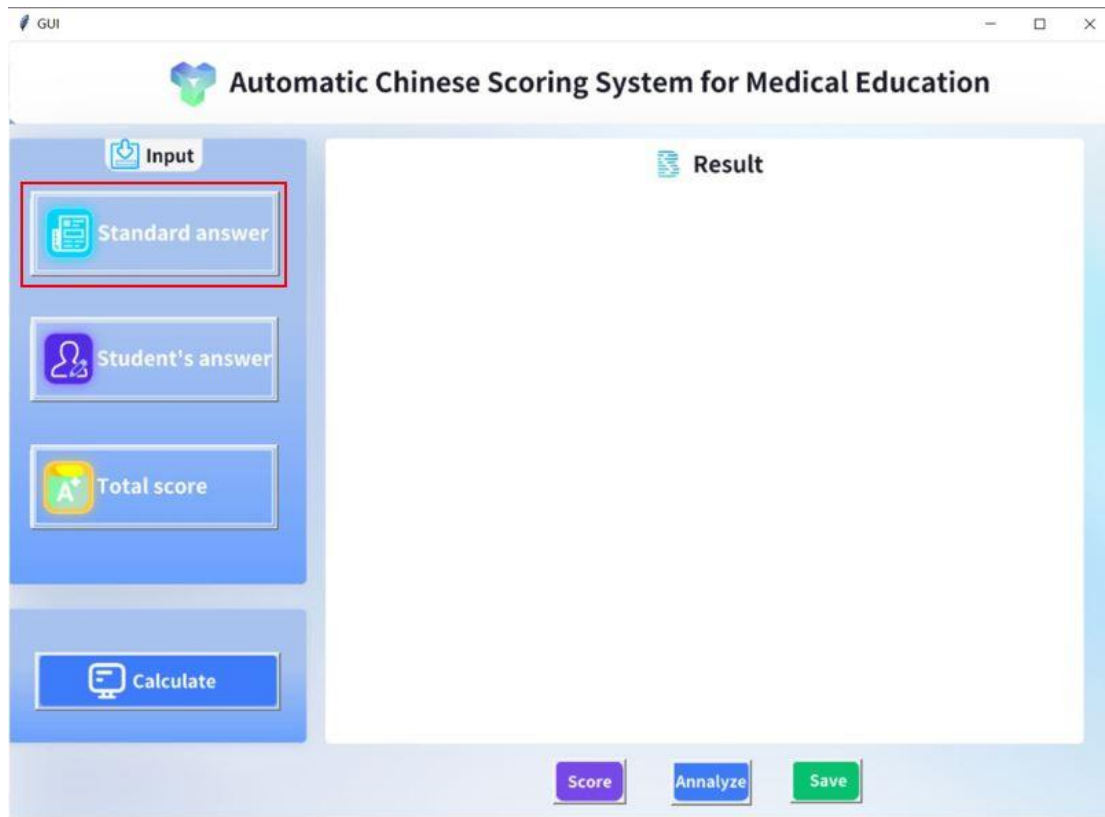 GUI
Automatic Chinese Scoring System for Medical Education
Input
Standard answer
Student's answer
A+
Total score
Calculate
Result
Score
Annalyze
Save